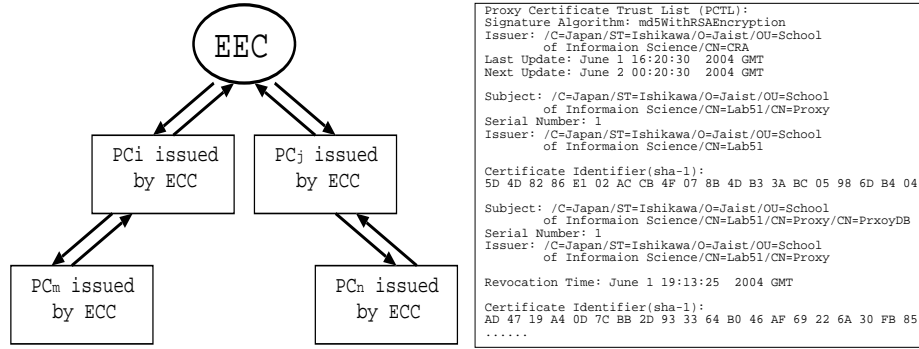 EEC
PCi issued
by ECC
PCj issued
by ECC
PCm issued
by ECC
PCn issued
by ECC
Proxy Certificate Trust List (PCTL):
Signature Algorithm: md5WithRSAEncryption
Issuer: /C=Japan/ST=Ishikawa/O=Jaist/OU=School
of Informaion Science/CN=CRA
Last Update: June 1 16:20:30 2004 GMT
Next Update: June 2 00:20:30 2004 GMT
Subject: /C=Japan/ST=Ishikawa/O=Jaist/OU=School
of Informaion Science/CN=Lab51/CN=Proxy
Serial Number: 1
Issuer: /C=Japan/ST=Ishikawa/O=Jaist/OU=School
of Informaion Science/CN=Lab51
Certificate Identifier(sha-1):
5D 4D 82 86 E1 02 AC CB 4F 07 8B 4D B3 3A BC 05 98 6D B4 04
Subject: /C=Japan/ST=Ishikawa/O=Jaist/OU=School
of Informaion Science/CN=Lab51/CN=Proxy/CN=PrxoyDB
Serial Number: 1
Issuer: /C=Japan/ST=Ishikawa/O=Jaist/OU=School
of Informaion Science/CN=Lab51/CN=Proxy
Revocation Time: June 1 19:13:25 2004 GMT
Certificate Identifier(sha-1):
AD 47 19 A4 0D 7C BB 2D 93 33 64 B0 46 AF 69 22 6A 30 FB 85
......